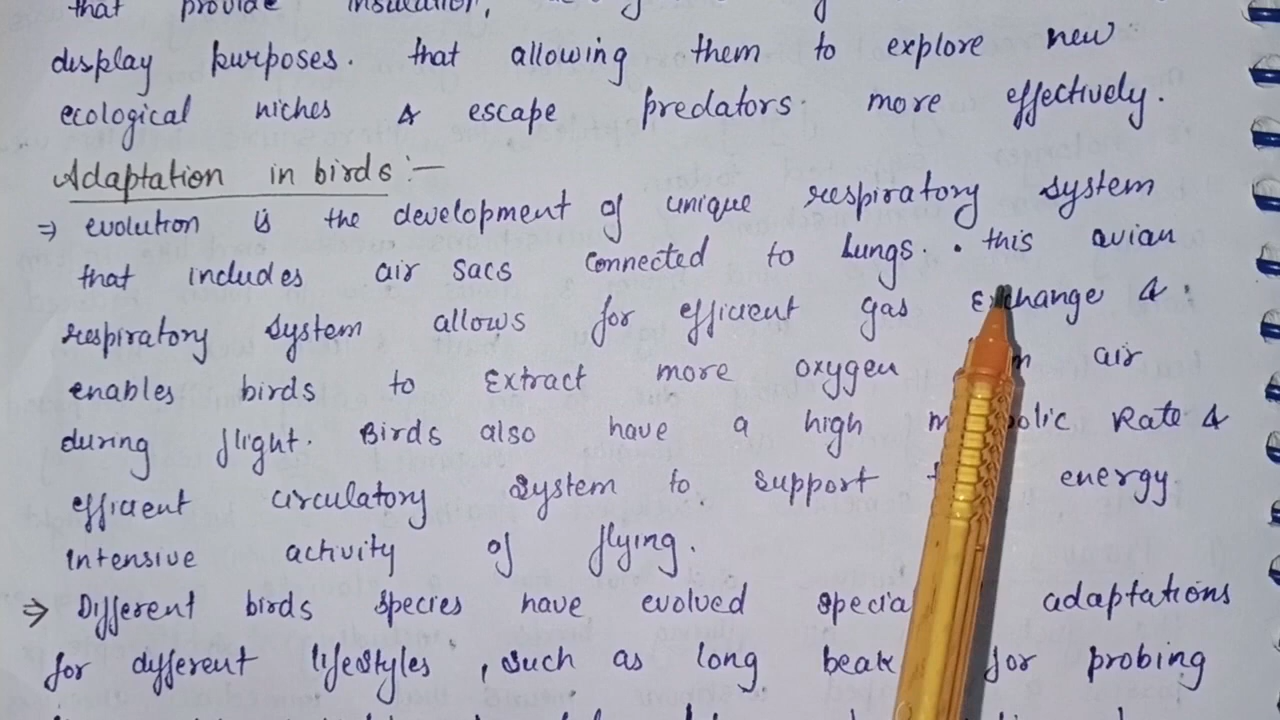 that provide insulation,
display purposes. that allowing them to explore new
ecological niches & escape predators more effectively.
Adaptation in birds :-
⇒ evolution is the development of unique respiratory system
that includes air sacs connected to lungs. . this avian
respiratory system allows for efficient gas exchange &
enables birds to extract more oxygen air
during flight. Birds also have a high Rate &
efficient circulatory system to support energy
intensive activity of flying.
⇒ Different birds species have evolved adaptations
for different lifestyles, such as long for probing